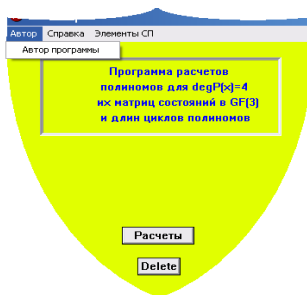 Автор Справка Элементы СП
Автор программы
Программа расчетов
полиномов для degP(x)=4
их матриц состояний в GF(3)
и длин циклов полиномов
Расчеты
Delete